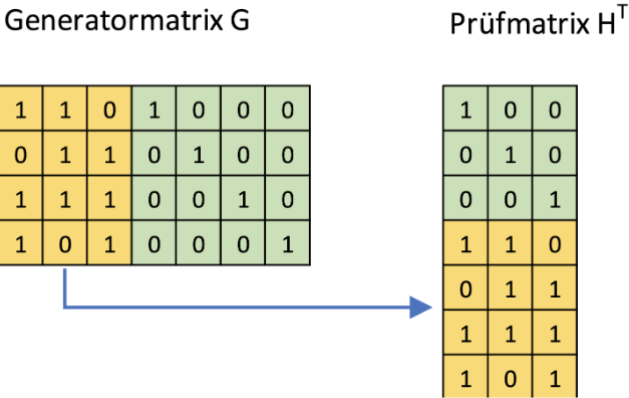 Generatormatrix G
Prüfmatrix H^T
1 1 0 1 0 0 0
0 1 1 0 1 0 0
1 1 1 0 0 1 0
1 0 1 0 0 0 1
1 0 0
0 1 0
0 0 1
1 1 0
0 1 1
1 1 1
1 0 1